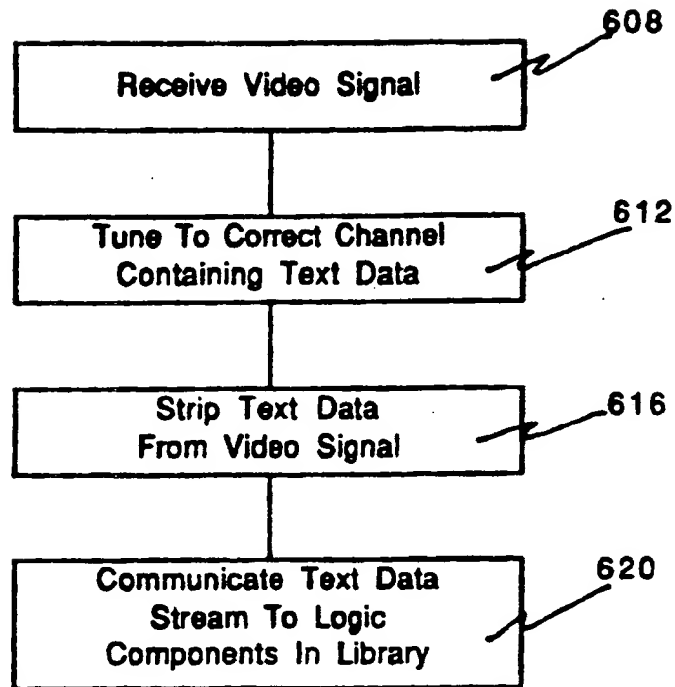 608
Receive Video Signal
612
Tune To Correct Channel
Containing Text Data
616
Strip Text Data
From Video Signal
620
Communicate Text Data
Stream To Logic
Components In Library